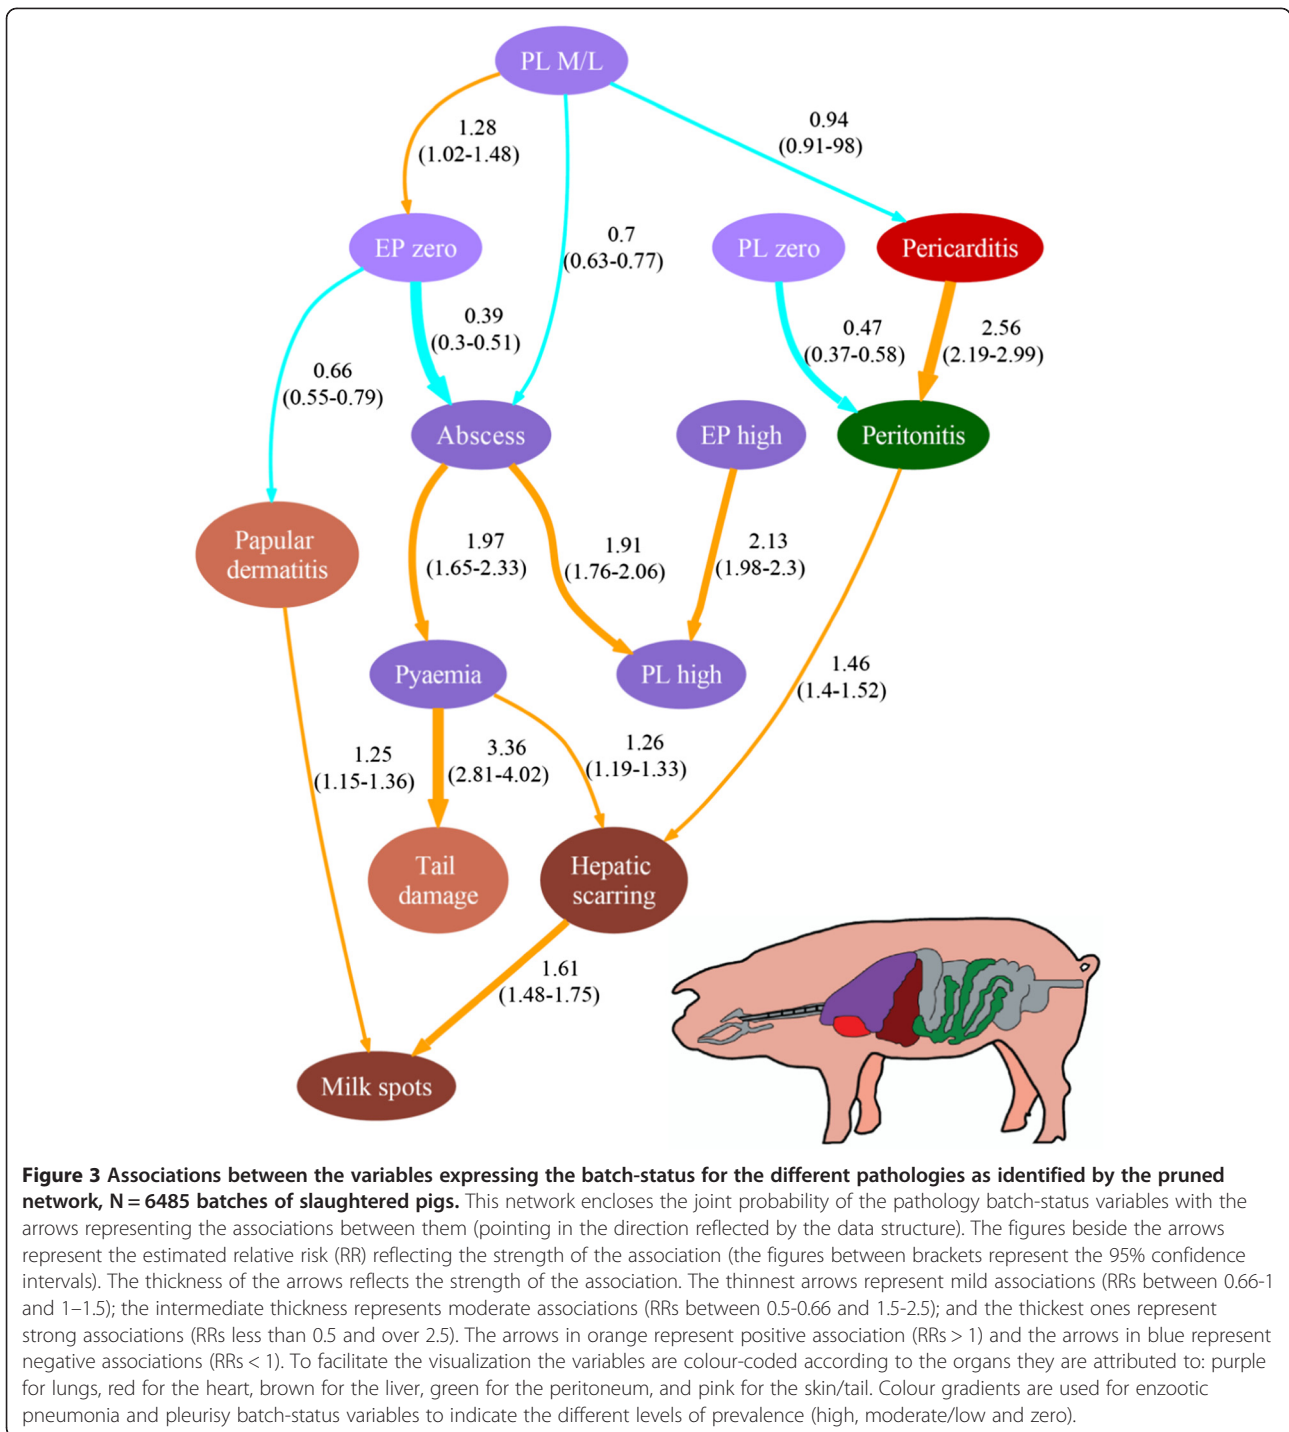 PL M/L
1.28
(1.02-1.48)
0.94
(0.91-98)
EP zero
0.7
(0.63-0.77)
PL zero
Pericarditis
0.39
(0.3-0.51)
0.47
(0.37-0.58)
2.56
(2.19-2.99)
0.66
(0.55-0.79)
Abscess
EP high
Peritonitis
Papular
dermatitis
1.97
(1.65-2.33)
1.91
(1.76-2.06)
2.13
(1.98-2.3)
Pyaemia
PL high
1.46
(1.4-1.52)
1.25
(1.15-1.36)
3.36
(2.81-4.02)
1.26
(1.19-1.33)
Tail
damage
Hepatic
scarring
1.61
(1.48-1.75)
Milk spots
Figure 3 Associations between the variables expressing the batch-status for the different pathologies as identified by the pruned
network, N = 6485 batches of slaughtered pigs. This network encloses the joint probability of the pathology batch-status variables with the
arrows representing the associations between them (pointing in the direction reflected by the data structure). The figures beside the arrows
represent the estimated relative risk (RR) reflecting the strength of the association (the figures between brackets represent the 95% confidence
intervals). The thickness of the arrows reflects the strength of the association. The thinnest arrows represent mild associations (RRs between 0.66-1
and 1–1.5); the intermediate thickness represents moderate associations (RRs between 0.5-0.66 and 1.5-2.5); and the thickest ones represent
strong associations (RRs less than 0.5 and over 2.5). The arrows in orange represent positive association (RRs > 1) and the arrows in blue represent
negative associations (RRs < 1). To facilitate the visualization the variables are colour-coded according to the organs they are attributed to: purple
for lungs, red for the heart, brown for the liver, green for the peritoneum, and pink for the skin/tail. Colour gradients are used for enzootic
pneumonia and pleurisy batch-status variables to indicate the different levels of prevalence (high, moderate/low and zero).